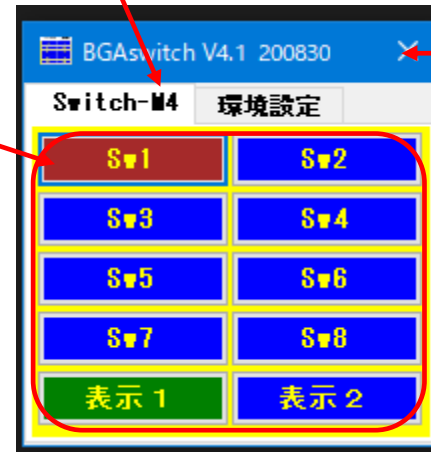 BGAswitch V4.1 200830
Switch-M4 環境設定
Sw1 Sw2
Sw3 Sw4
Sw5 Sw6
Sw7 Sw8
表示１ 表示２